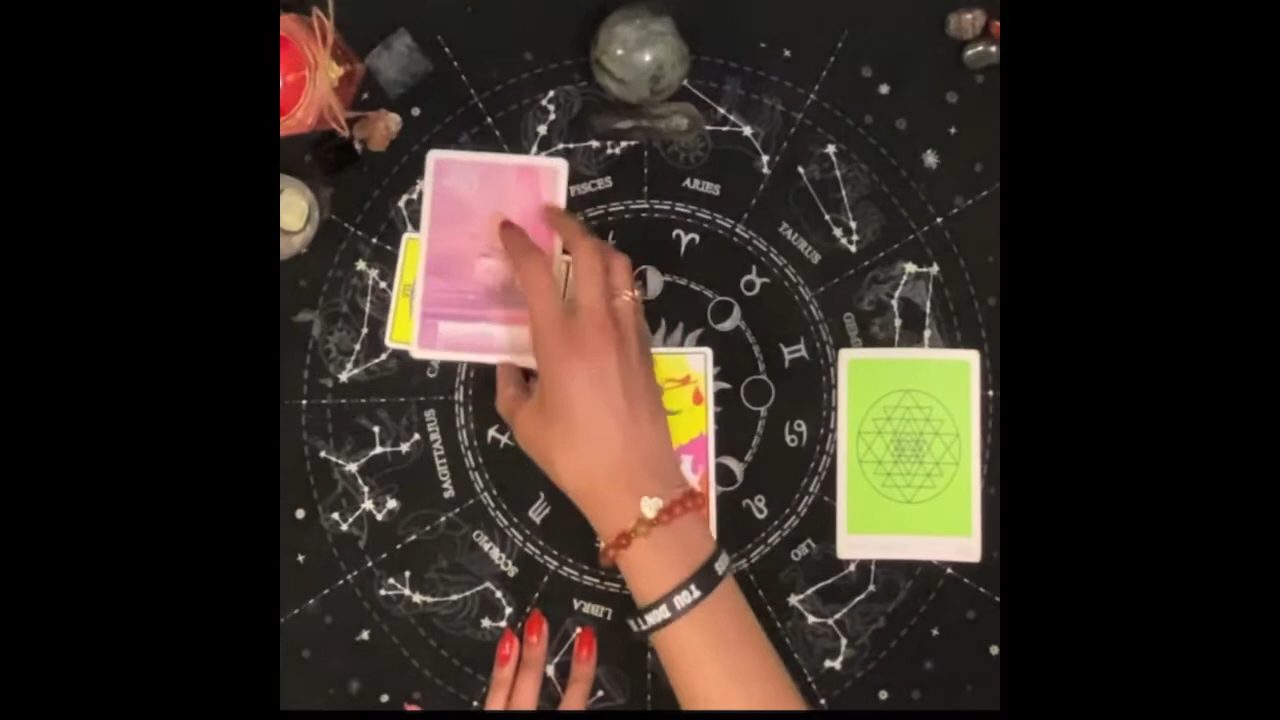 PISCES
ARIES
TAURUS
SAGITTARIUS
SCORPIO
LIBRA
LEO
YOU DON'T